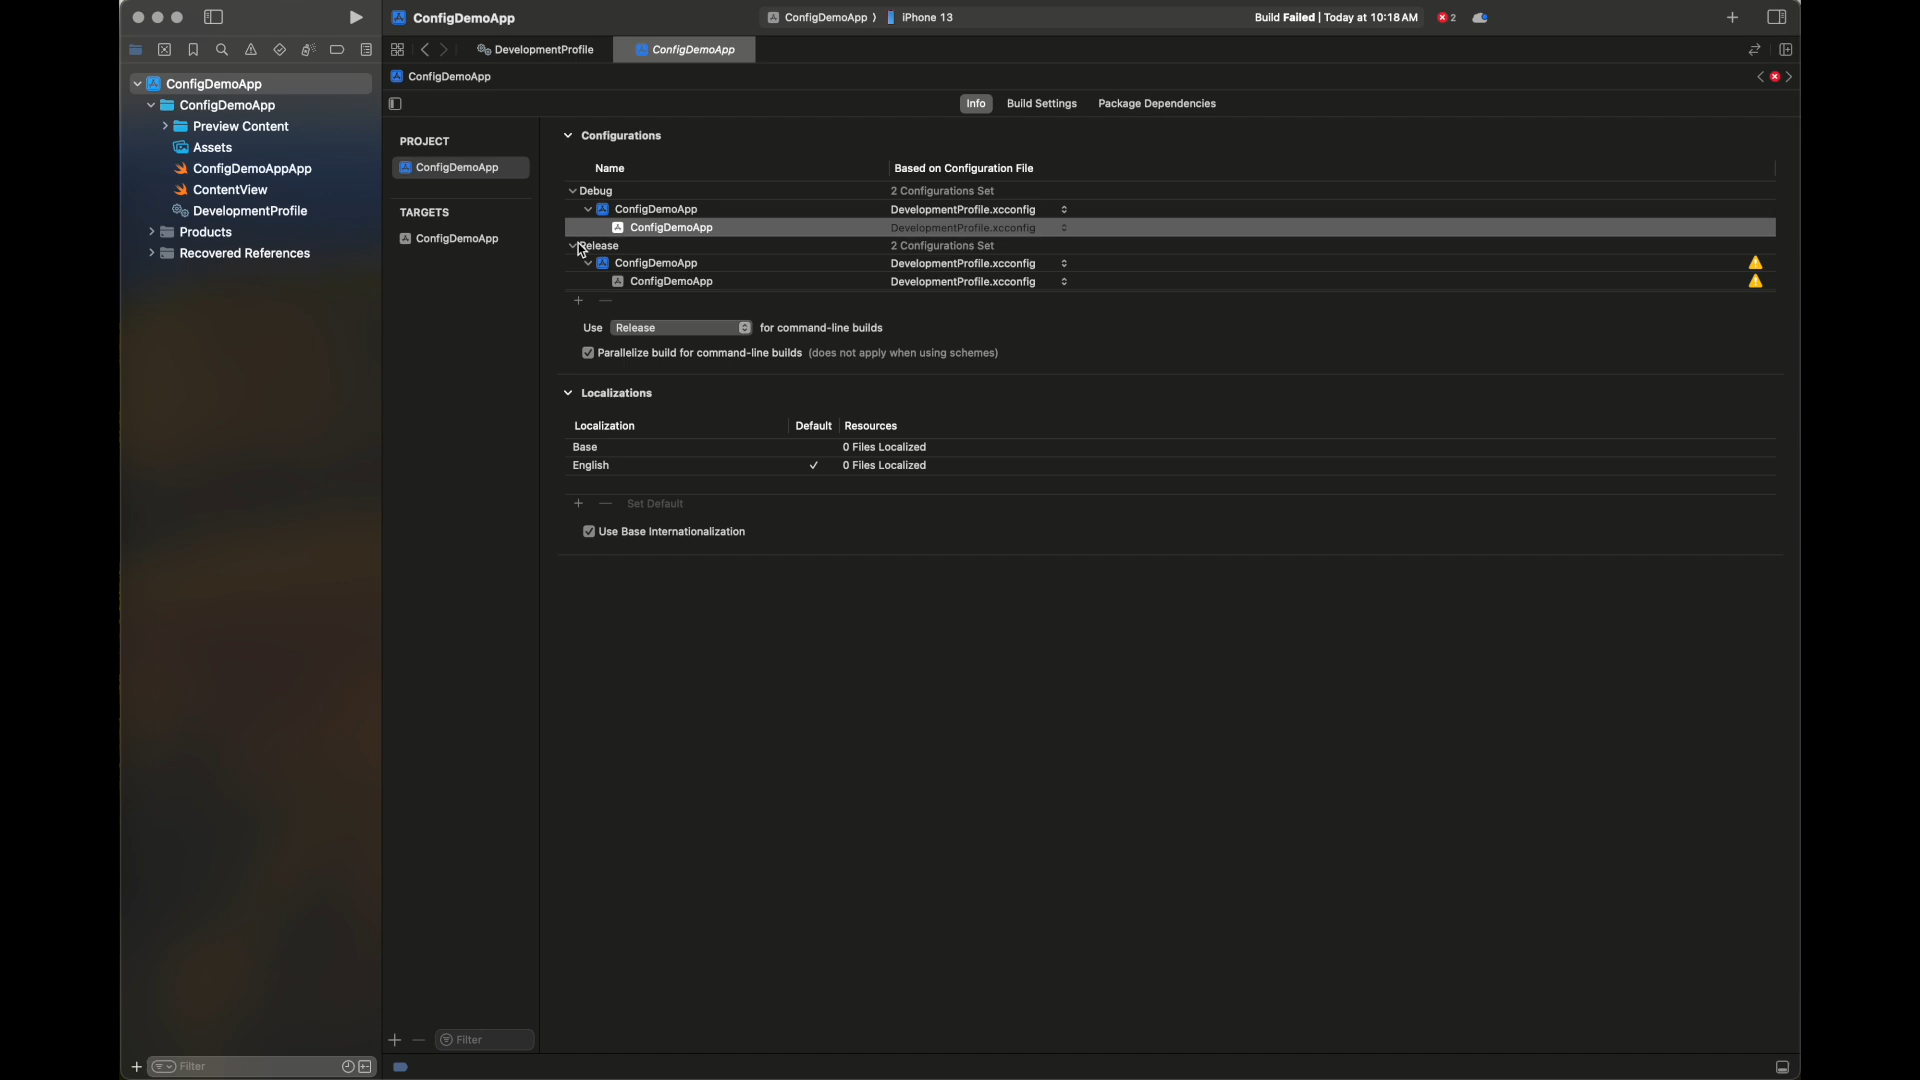 ConfigDemoApp
ConfigDemoApp
iPhone 13
Build Failed | Today at 10:18 AM
2
DevelopmentProfile
ConfigDemoApp
ConfigDemoApp
ConfigDemoApp
ConfigDemoApp
Preview Content
Assets
ConfigDemoAppApp
ContentView
DevelopmentProfile
Products
Recovered References
Filter
PROJECT
ConfigDemoApp
TARGETS
ConfigDemoApp
Filter
Info
Build Settings
Package Dependencies
Configurations
Name
Based on Configuration File
Debug
2 Configurations Set
ConfigDemoApp
DevelopmentProfile.xcconfig
ConfigDemoApp
DevelopmentProfile.xcconfig
Release
2 Configurations Set
ConfigDemoApp
DevelopmentProfile.xcconfig
ConfigDemoApp
DevelopmentProfile.xcconfig
Use Release for command-line builds
Parallelize build for command-line builds (does not apply when using schemes)
Localizations
Localization
Default
Resources
Base
0 Files Localized
English
0 Files Localized
Set Default
Use Base Internationalization